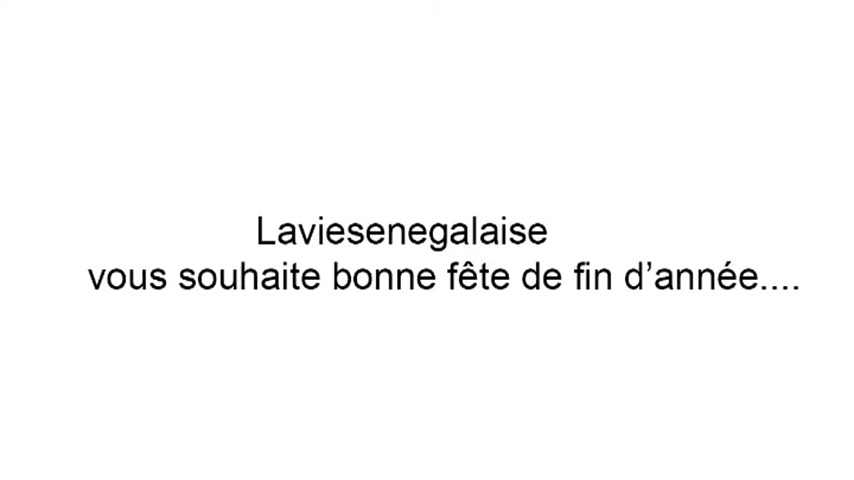 Laviesenegalaise
vous souhaite bonne fête de fin d’année....